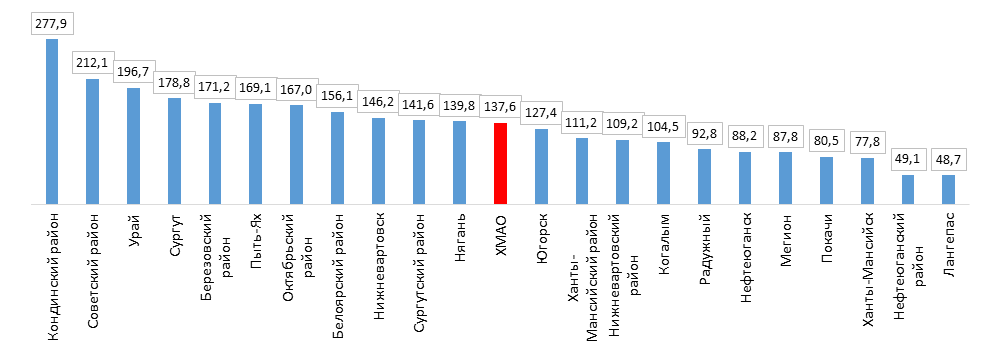 277,9
212,1
196,7
178,8
171,2
169,1
167,0
156,1
146,2
141,6
139,8
137,6
127,4
111,2
109,2
104,5
92,8
88,2
87,8
80,5
77,8
49,1
48,7
Кондинский район
Советский район
Урай
Сургут
Березовский
район
Пыть-Ях
Октябрьский
район
Белоярский район
Нижневартовск
Сургутский район
Нягань
ХМАО
Югорск
Ханты-
Мансийский район
Нижневартовский
район
Когалым
Радужный
Нефтеюганск
Мегион
Покачи
Ханты-Мансийск
Нефтеюганский
район
Лангепас